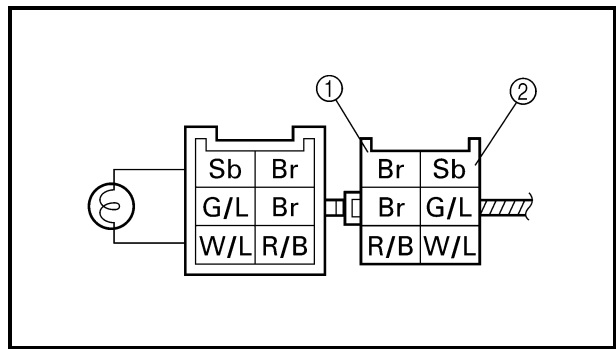 ① ②
Sb Br Br Sb
G/L Br Br G/L
W/L R/B R/B W/L